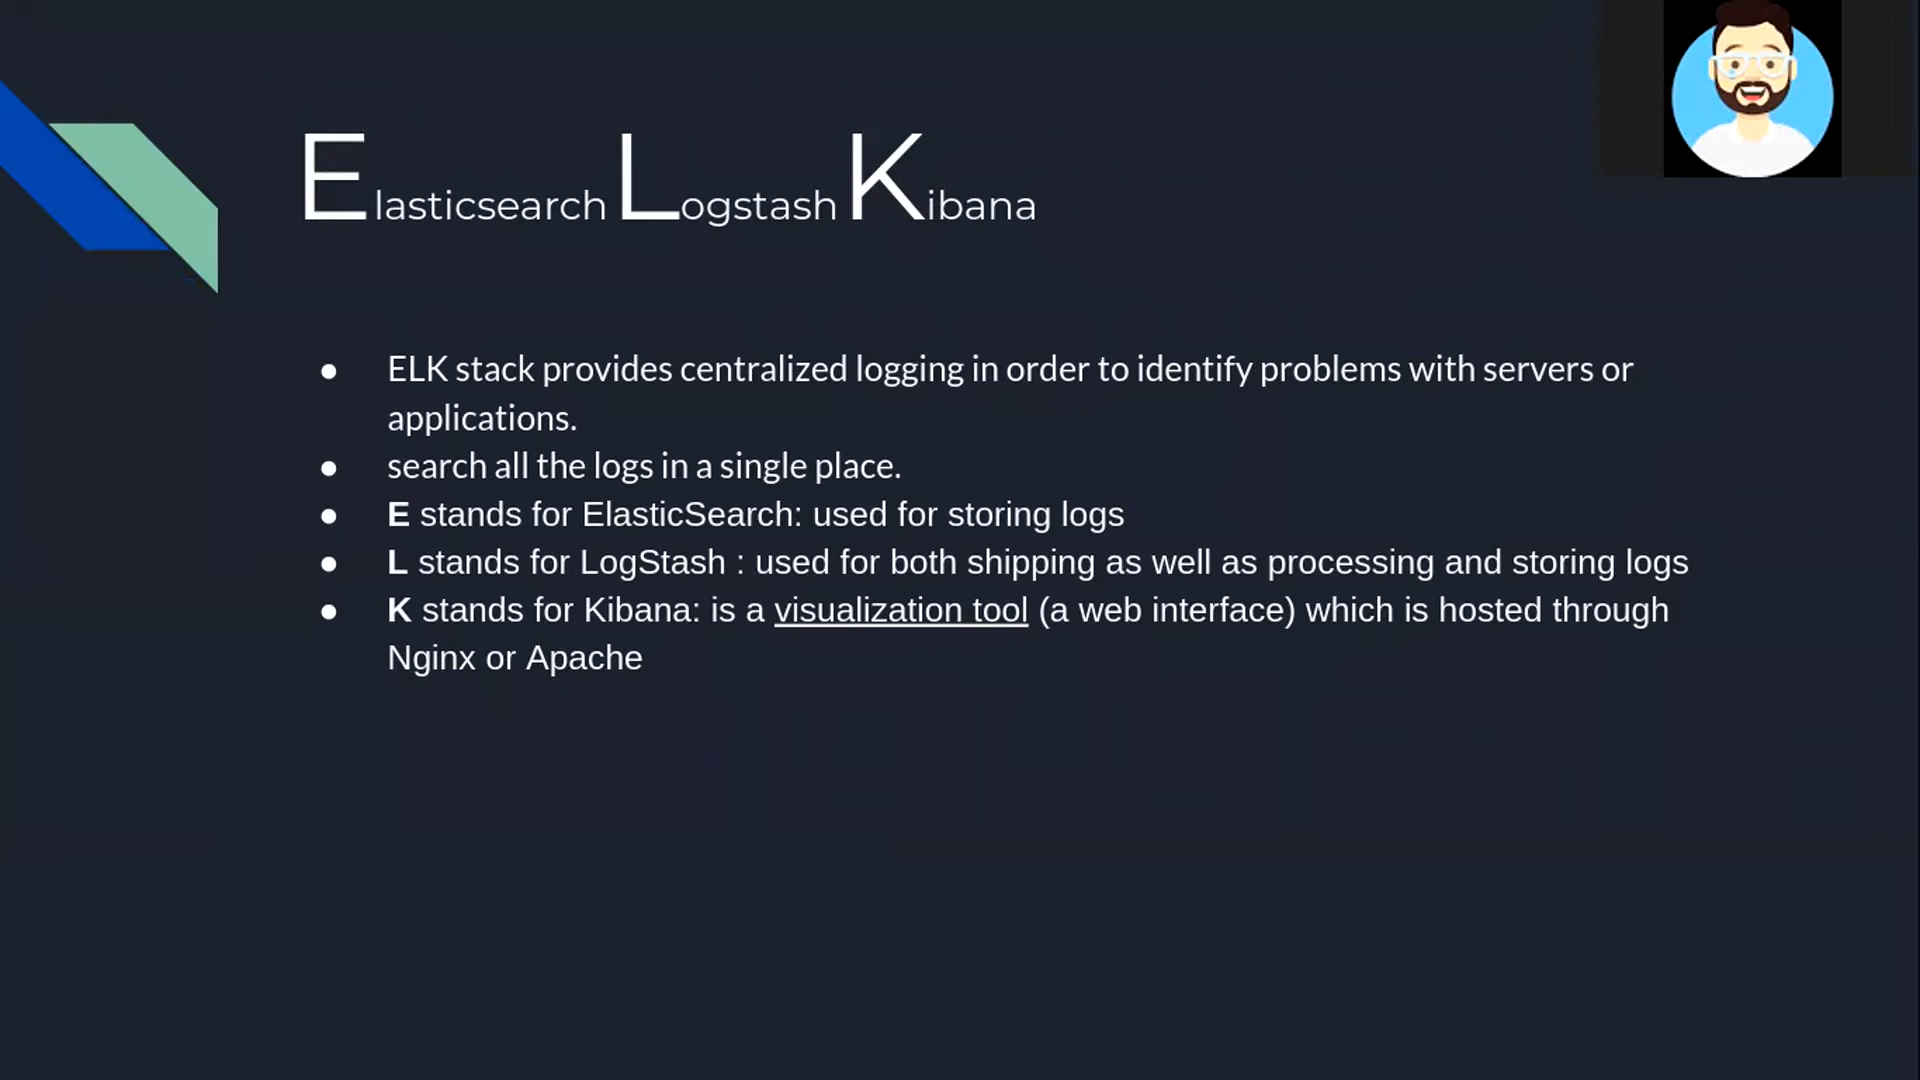 Elasticsearch Logstash Kibana
● ELK stack provides centralized logging in order to identify problems with servers or
applications.
● search all the logs in a single place.
● E stands for ElasticSearch: used for storing logs
● L stands for LogStash : used for both shipping as well as processing and storing logs
● K stands for Kibana: is a visualization tool (a web interface) which is hosted through
Nginx or Apache